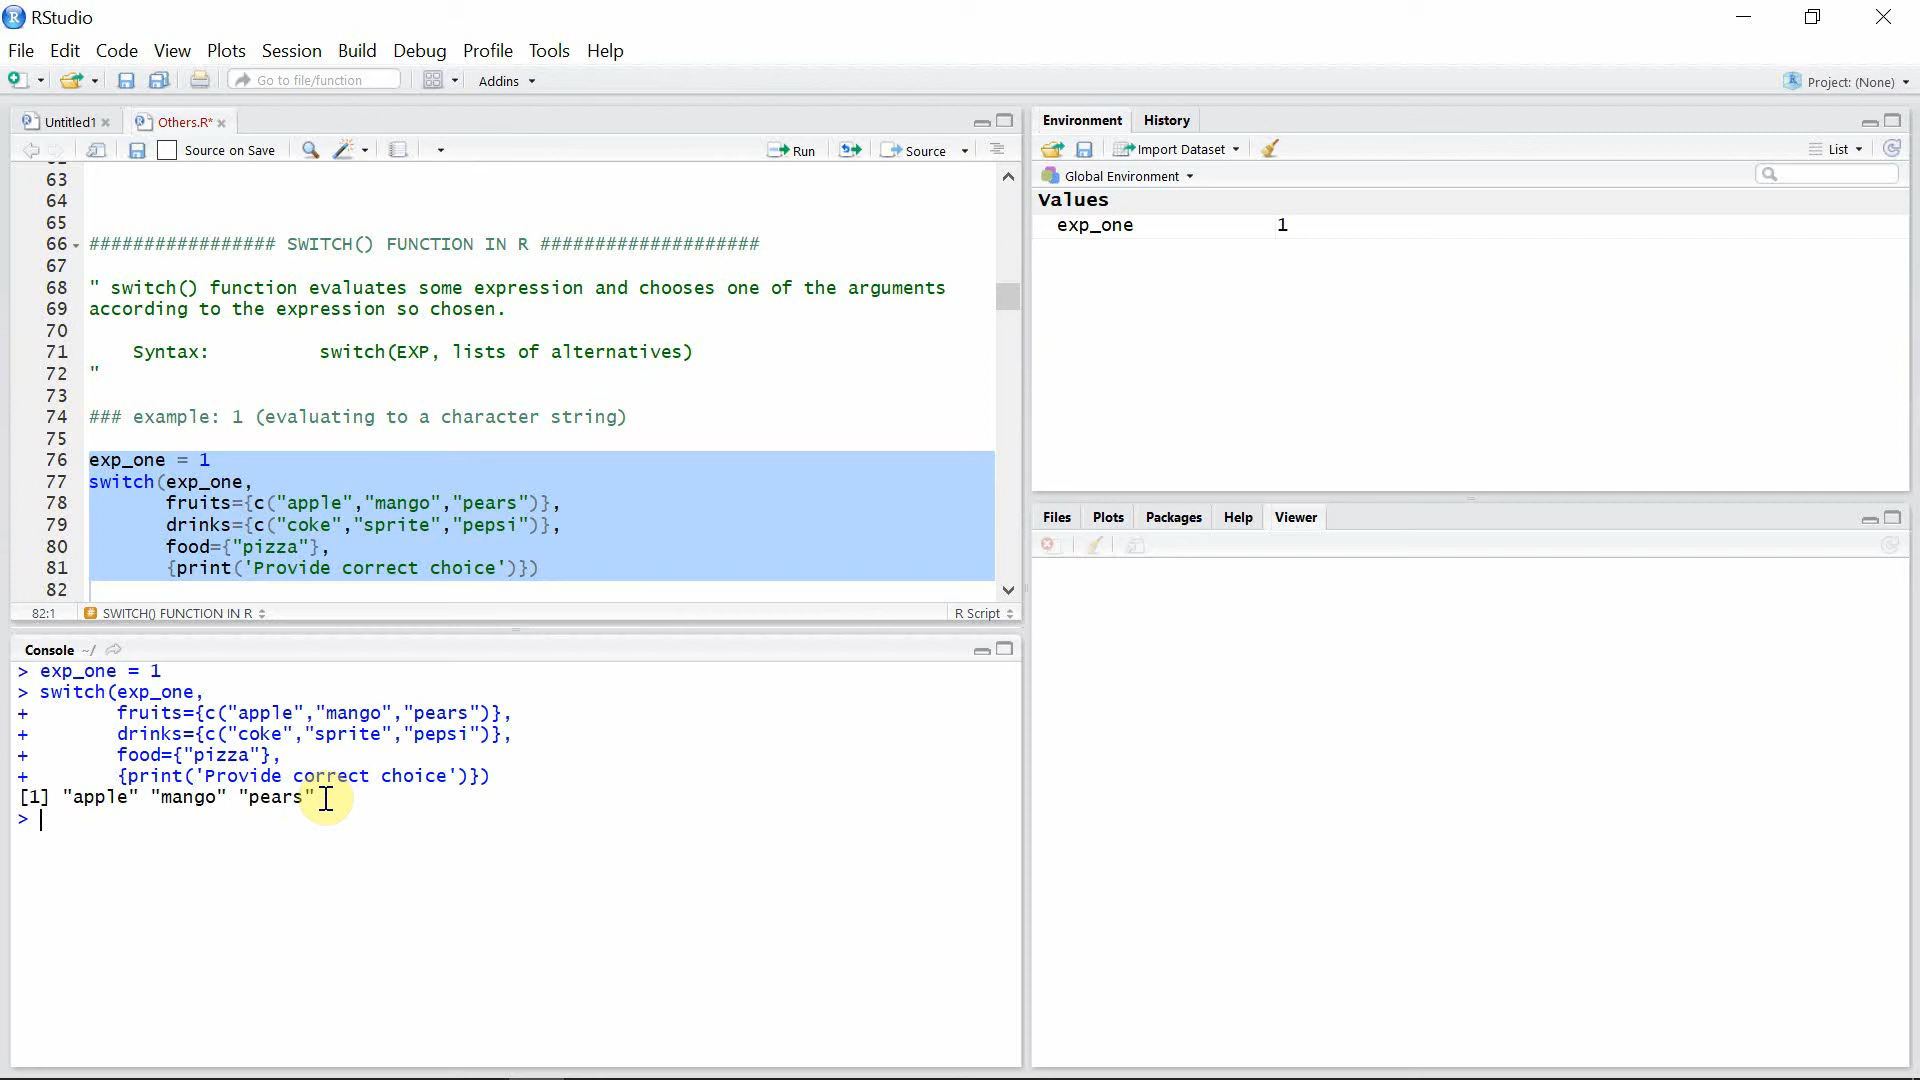 RStudio
File Edit Code View Plots Session Build Debug Profile Tools Help
Go to file/function Addins Project: (None)
Untitled1 Others.R*
Source on Save Run Source
63
64
65
66 ################# SWITCH() FUNCTION IN R ####################
67
68 " switch() function evaluates some expression and chooses one of the arguments
69 according to the expression so chosen.
70
71 Syntax: switch(EXP, lists of alternatives)
72 "
73
74 ### example: 1 (evaluating to a character string)
75
76 exp_one = 1
77 switch(exp_one,
78 fruits={c("apple","mango","pears")},
79 drinks={c("coke","sprite","pepsi")},
80 food={"pizza"},
81 {print('Provide correct choice')})
82
82:1 SWITCH() FUNCTION IN R R Script
Console ~/
> exp_one = 1
> switch(exp_one,
+ fruits={c("apple","mango","pears")},
+ drinks={c("coke","sprite","pepsi")},
+ food={"pizza"},
+ {print('Provide correct choice')})
[1] "apple" "mango" "pears"
>
Environment History
Import Dataset List
Global Environment
Values
exp_one 1
Files Plots Packages Help Viewer